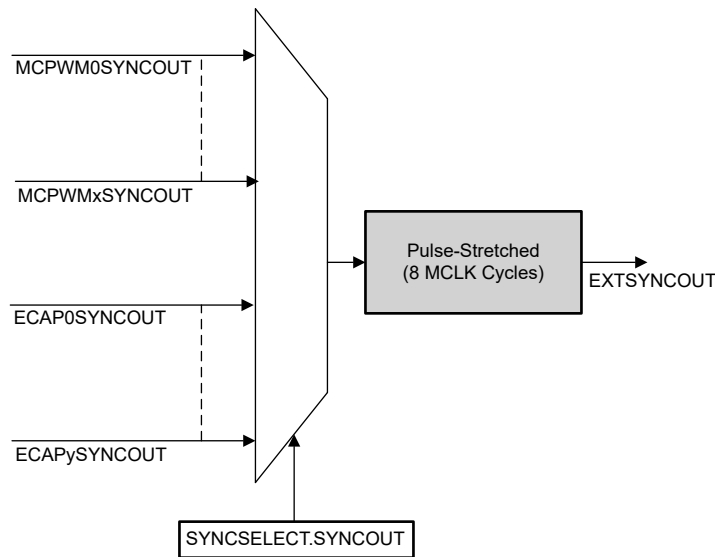 MCPWM0SYNCOUT
MCPWMxSYNCOUT
Pulse-Stretched
(8 MCLK Cycles)
EXTSYNCOUT
ECAP0SYNCOUT
ECAPySYNCOUT
SYNCSELECT.SYNCOUT